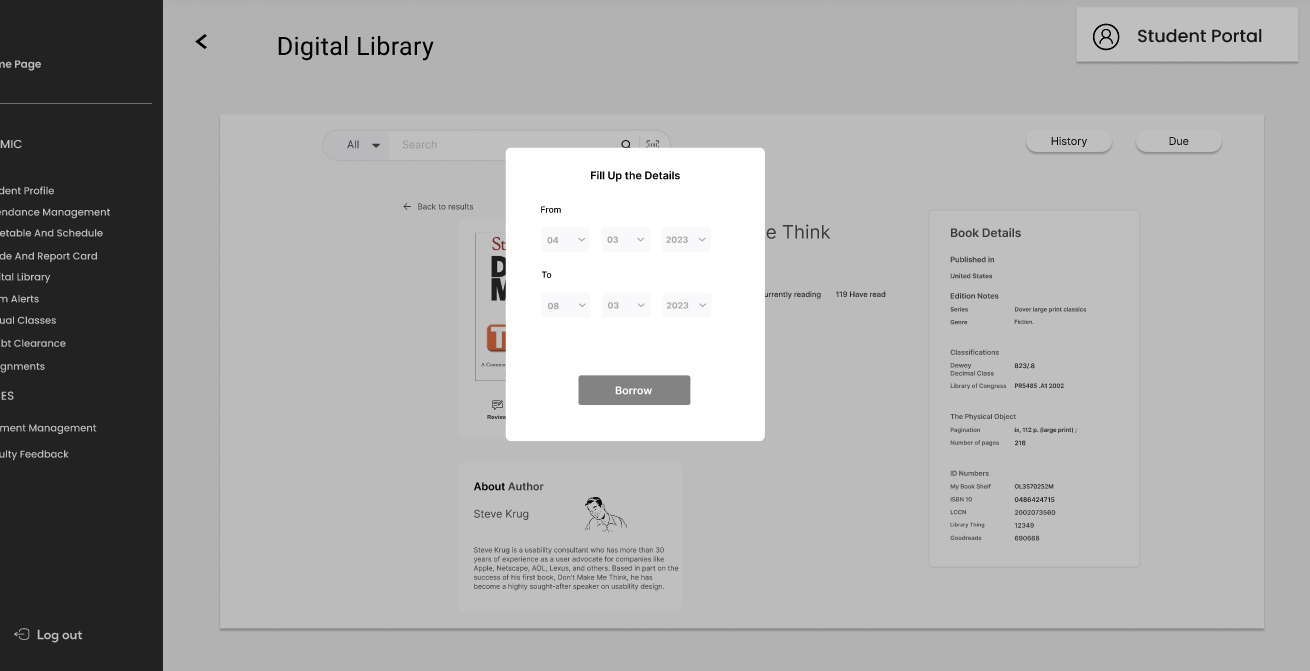 Digital Library
Student Portal
me Page
MIC
dent Profile
endance Management
etable And Schedule
de And Report Card
tal Library
m Alerts
ual Classes
bt Clearance
gnments
ES
ment Management
ulty Feedback
Log out
All
Search
History
Due
Back to results
St
D
M
T
A Common
Review
e Think
urrently reading
119 Have read
Fill Up the Details
From
04 03 2023
To
08 03 2023
Borrow
About Author
Steve Krug
Steve Krug is a usability consultant who has more than 30
years of experience as a user advocate for companies like
Apple, Netscape, AOL, Lexus, and others. Based in part on the
success of his first book, Don't Make Me Think, he has
become a highly sought-after speaker on usability design.
Book Details
Published in
United States
Edition Notes
Series Dover large print classics
Genre Fiction.
Classifications
Dewey
Decimal Class 823/.8
Library of Congress PR5485 .A1 2002
The Physical Object
Pagination ix, 112 p. (large print) ;
Number of pages 216
ID Numbers
My Book Shelf OL3570252M
ISBN 10 0486424715
LCCN 2002073560
Library Thing 12349
Goodreads 690668